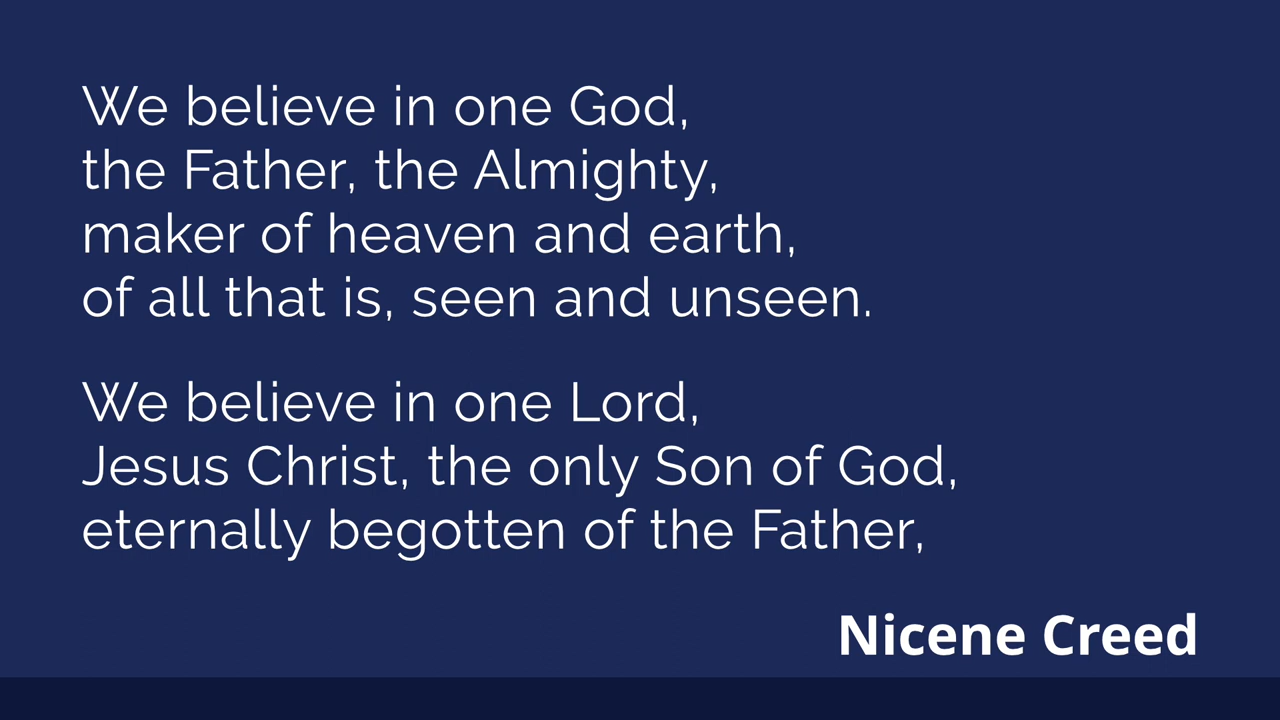 We believe in one God,
the Father, the Almighty,
maker of heaven and earth,
of all that is, seen and unseen.
We believe in one Lord,
Jesus Christ, the only Son of God,
eternally begotten of the Father,
Nicene Creed